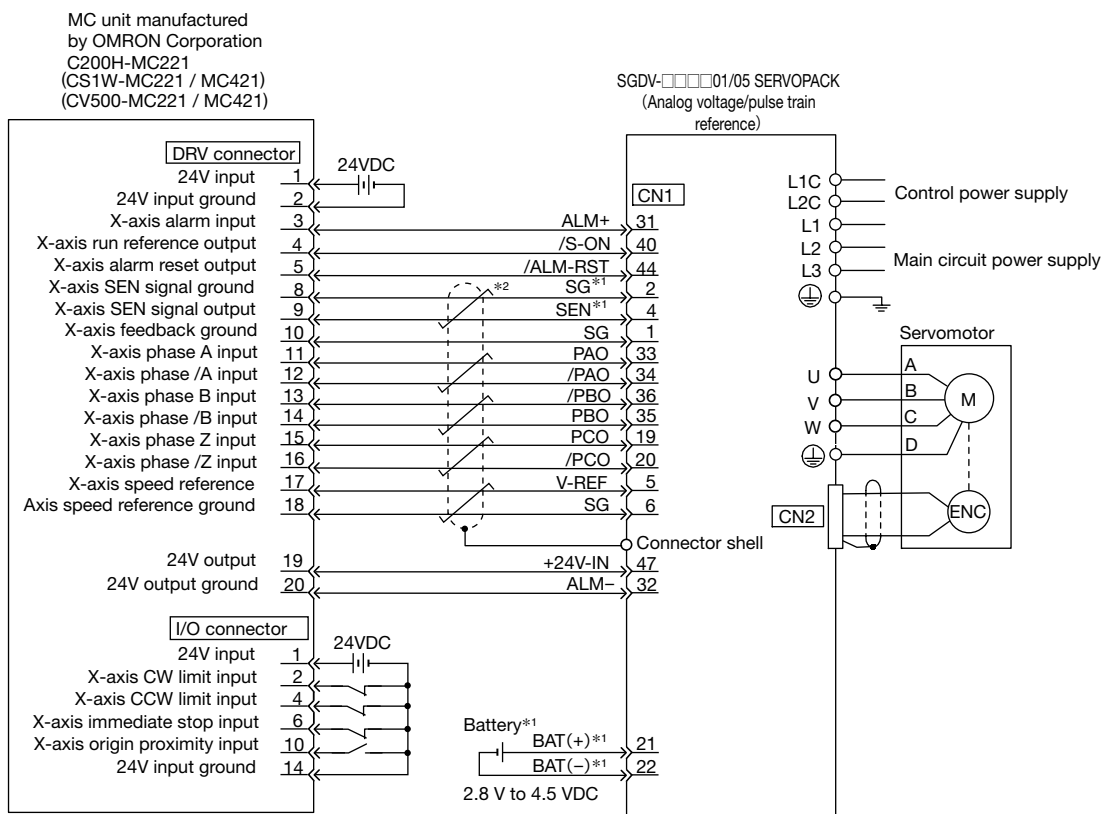 MC unit manufactured
by OMRON Corporation
C200H-MC221
(CS1W-MC221 / MC421)
(CV500-MC221 / MC421)
SGDV-□□□□01/05 SERVOPACK
(Analog voltage/pulse train
reference)
DRV connector
24VDC
24V input 1
24V input ground 2
X-axis alarm input 3 ALM+ 31
X-axis run reference output 4 /S-ON 40
X-axis alarm reset output 5 /ALM-RST 44
X-axis SEN signal ground 8 *2 SG*1 2
X-axis SEN signal output 9 SEN*1 4
X-axis feedback ground 10 SG 1
X-axis phase A input 11 PAO 33
X-axis phase /A input 12 /PAO 34
X-axis phase B input 13 /PBO 36
X-axis phase /B input 14 PBO 35
X-axis phase Z input 15 PCO 19
X-axis phase /Z input 16 /PCO 20
X-axis speed reference 17 V-REF 5
Axis speed reference ground 18 SG 6
Connector shell
24V output 19 +24V-IN 47
24V output ground 20 ALM− 32
CN1
L1C
L2C
Control power supply
L1
L2
L3
Main circuit power supply
Servomotor
U A
V B
W C
D
M
CN2
ENC
I/O connector
24VDC
24V input 1
X-axis CW limit input 2
X-axis CCW limit input 4
X-axis immediate stop input 6
X-axis origin proximity input 10
24V input ground 14
Battery*1
BAT(+)*1 21
BAT(−)*1 22
2.8 V to 4.5 VDC